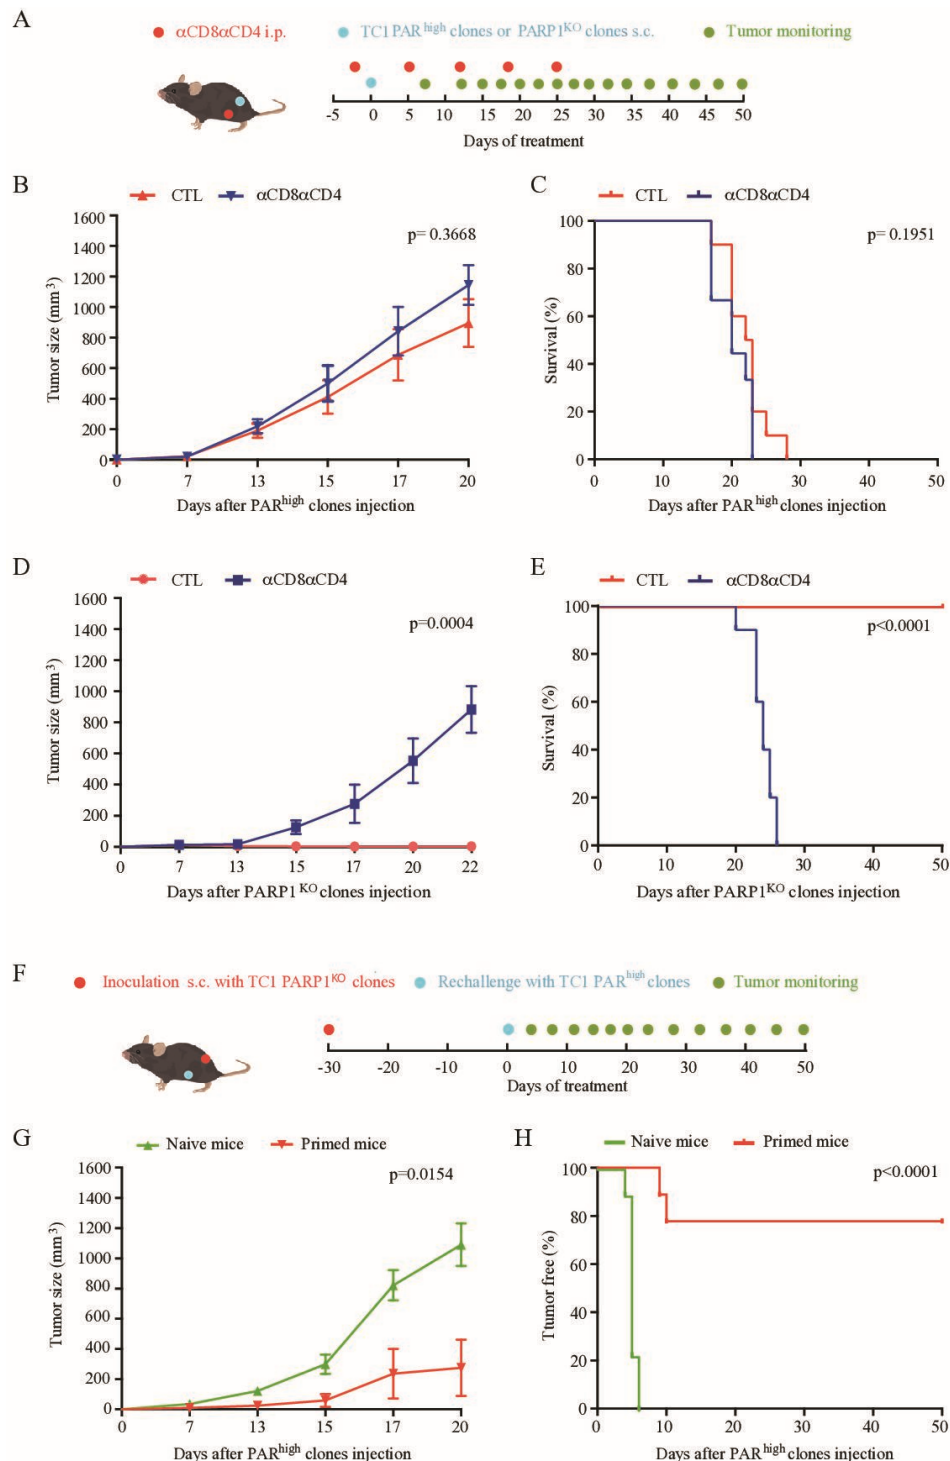 A
αCD8αCD4 i.p. TC1 PARhigh clones or PARP1KO clones s.c. Tumor monitoring
-5 0 5 10 15 20 25 30 35 40 45 50
Days of treatment
B
CTL αCD8αCD4
p= 0.3668
1600
1400
1200
1000
800
600
400
200
0
Tumor size (mm3)
0 7 13 15 17 20
Days after PARhigh clones injection
C
CTL αCD8αCD4
p= 0.1951
100
80
60
40
20
0
Survival (%)
0 10 20 30 40 50
Days after PARhigh clones injection
D
CTL αCD8αCD4
p=0.0004
1600
1400
1200
1000
800
600
400
200
0
Tumor size (mm3)
0 7 13 15 17 20 22
Days after PARP1KO clones injection
E
CTL αCD8αCD4
p<0.0001
100
80
60
40
20
0
Survival (%)
0 10 20 30 40 50
Days after PARP1KO clones injection
F
Inoculation s.c. with TC1 PARP1KO clones Rechallenge with TC1 PARhigh clones Tumor monitoring
-30 -20 -10 0 10 20 30 40 50
Days of treatment
G
Naive mice Primed mice
p=0.0154
1600
1400
1200
1000
800
600
400
200
0
Tumor size (mm3)
0 7 13 15 17 20
Days after PARhigh clones injection
H
Naive mice Primed mice
p<0.0001
100
80
60
40
20
0
Ttumor free (%)
0 10 20 30 40 50
Days after PARhigh clones injection